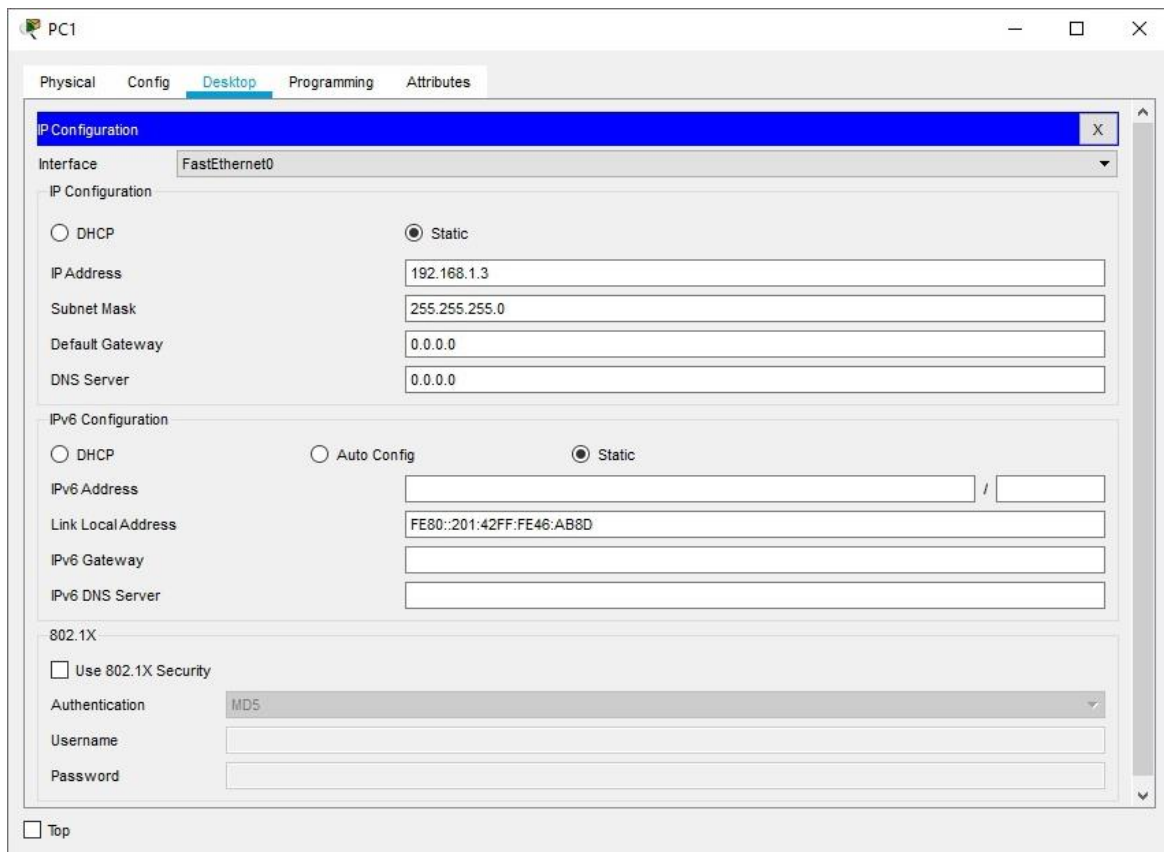 PC1
Physical Config Desktop Programming Attributes
IP Configuration X
Interface FastEthernet0
IP Configuration
DHCP Static
IP Address 192.168.1.3
Subnet Mask 255.255.255.0
Default Gateway 0.0.0.0
DNS Server 0.0.0.0
IPv6 Configuration
DHCP Auto Config Static
IPv6 Address /
Link Local Address FE80::201:42FF:FE46:AB8D
IPv6 Gateway
IPv6 DNS Server
802.1X
Use 802.1X Security
Authentication MD5
Username
Password
Top